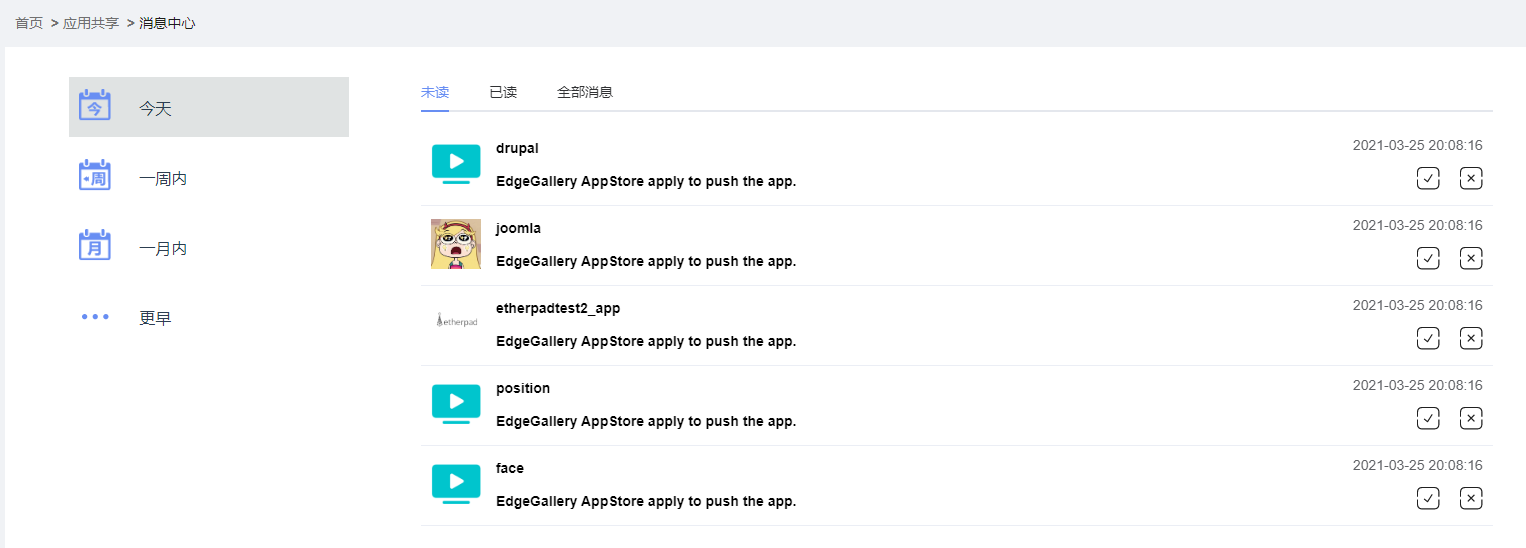 首页 > 应用共享 > 消息中心
今 今天
周 一周内
月 一月内
更早
未读 已读 全部消息
drupal 2021-03-25 20:08:16
EdgeGallery AppStore apply to push the app.
joomla 2021-03-25 20:08:16
EdgeGallery AppStore apply to push the app.
etherpad
etherpadtest2_app 2021-03-25 20:08:16
EdgeGallery AppStore apply to push the app.
position 2021-03-25 20:08:16
EdgeGallery AppStore apply to push the app.
face 2021-03-25 20:08:16
EdgeGallery AppStore apply to push the app.